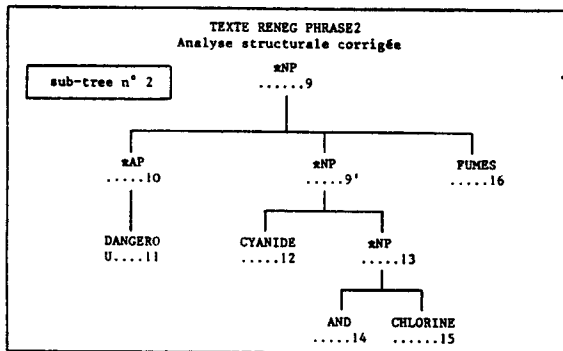 TEXTE RENEG PHRASE2
Analyse structurale corrigée
sub-tree n° 2
*NP
......9
*AP
.....10
*NP
.....9'
FUMES
.....16
DANGERO
U....11
CYANIDE
.....12
*NP
.....13
AND
.....14
CHLORINE
......15